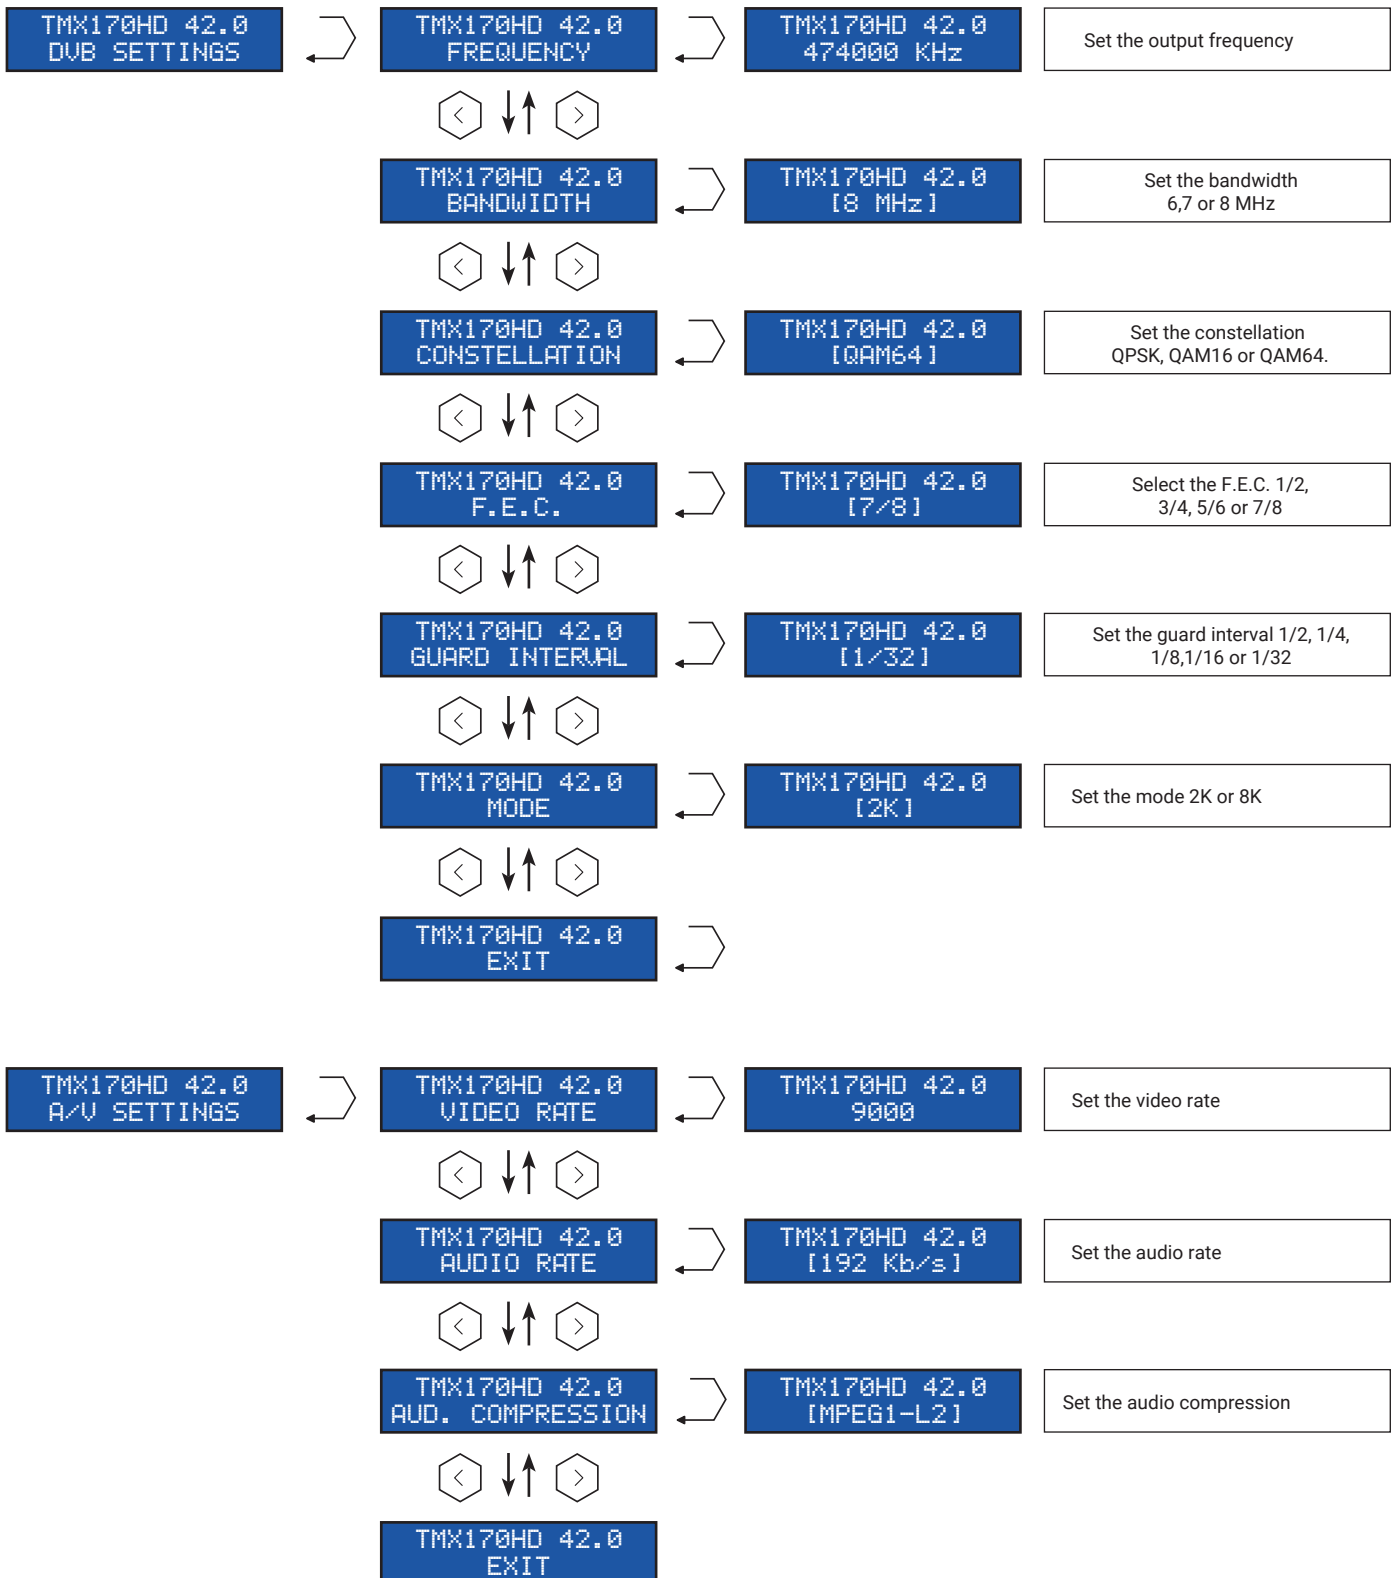 TMX170HD 42.0
DVB SETTINGS
TMX170HD 42.0
FREQUENCY
TMX170HD 42.0
474000 KHz
Set the output frequency
TMX170HD 42.0
BANDWIDTH
TMX170HD 42.0
[8 MHz]
Set the bandwidth
6,7 or 8 MHz
TMX170HD 42.0
CONSTELLATION
TMX170HD 42.0
[QAM64]
Set the constellation
QPSK, QAM16 or QAM64.
TMX170HD 42.0
F.E.C.
TMX170HD 42.0
[7/8]
Select the F.E.C. 1/2,
3/4, 5/6 or 7/8
TMX170HD 42.0
GUARD INTERVAL
TMX170HD 42.0
[1/32]
Set the guard interval 1/2, 1/4,
1/8,1/16 or 1/32
TMX170HD 42.0
MODE
TMX170HD 42.0
[2K]
Set the mode 2K or 8K
TMX170HD 42.0
EXIT
TMX170HD 42.0
A/V SETTINGS
TMX170HD 42.0
VIDEO RATE
TMX170HD 42.0
9000
Set the video rate
TMX170HD 42.0
AUDIO RATE
TMX170HD 42.0
[192 Kb/s]
Set the audio rate
TMX170HD 42.0
AUD. COMPRESSION
TMX170HD 42.0
[MPEG1-L2]
Set the audio compression
TMX170HD 42.0
EXIT